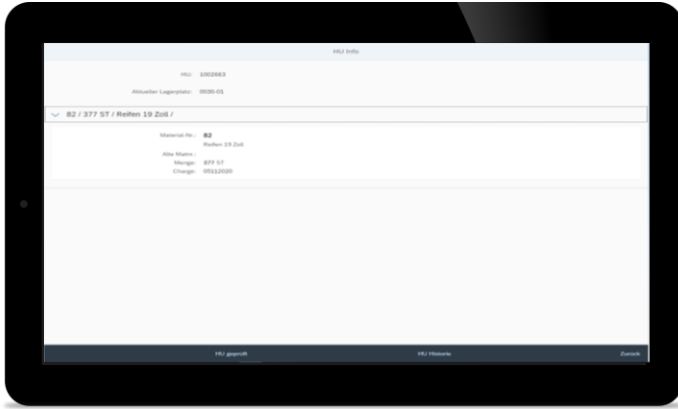 HU Info
HU: 1002663
Aktueller Lagerplatz: 0030-01
82 / 377 ST / Reifen 19 Zoll /
Material-Nr.: 82
Reifen 19 Zoll
Alte Matnr.:
Menge: 377 ST
Charge: 05112020
HU geprüft HU Historie Zurück